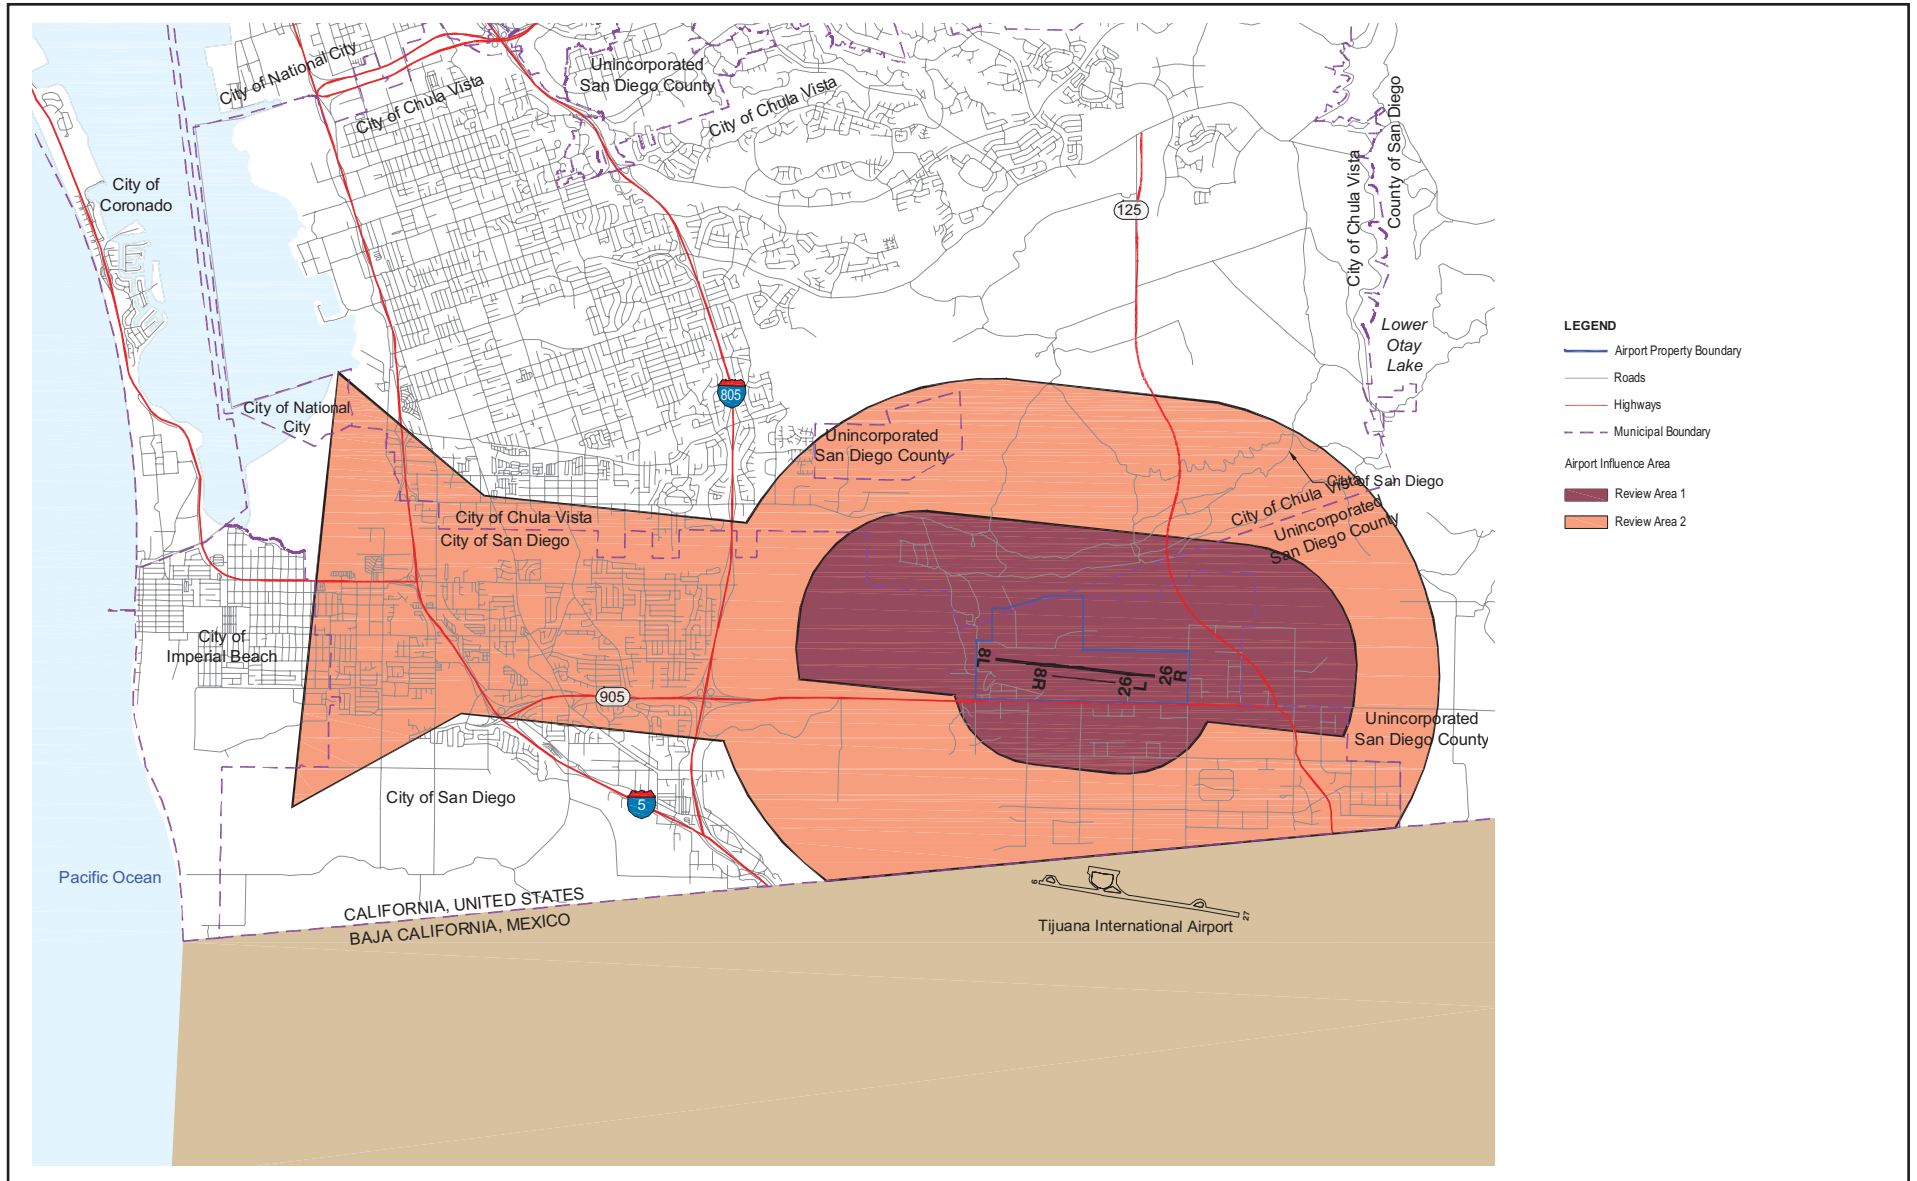 City of National City
City of Chula Vista
Unincorporated
San Diego County
City of Chula Vista
City of Chula Vista
County of San Diego
City of
Coronado
125
Lower
Otay
Lake
805
City of National
City
Unincorporated
San Diego County
City of San Diego
City of Chula Vista
Unincorporated
San Diego County
City of Chula Vista
City of San Diego
City of
Imperial Beach
8L
8R
26
L
26
R
905
Unincorporated
San Diego County
City of San Diego
5
Pacific Ocean
CALIFORNIA, UNITED STATES
BAJA CALIFORNIA, MEXICO
9
27
Tijuana International Airport
LEGEND
Airport Property Boundary
Roads
Highways
Municipal Boundary
Airport Influence Area
Review Area 1
Review Area 2